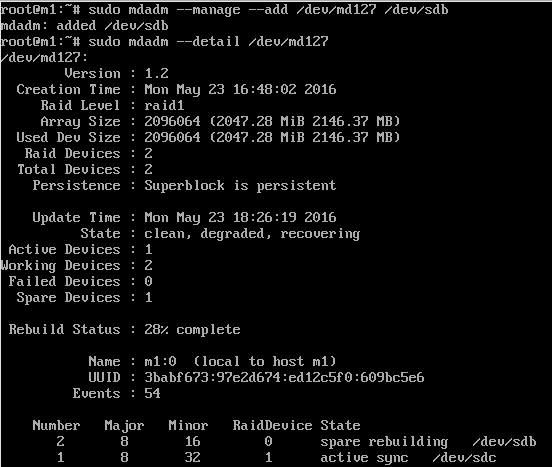 root@m1:~# sudo mdadm --manage --add /dev/md127 /dev/sdb
mdadm: added /dev/sdb
root@m1:~# sudo mdadm --detail /dev/md127
/dev/md127:
Version : 1.2
Creation Time : Mon May 23 16:48:02 2016
Raid Level : raid1
Array Size : 2096064 (2047.28 MiB 2146.37 MB)
Used Dev Size : 2096064 (2047.28 MiB 2146.37 MB)
Raid Devices : 2
Total Devices : 2
Persistence : Superblock is persistent
Update Time : Mon May 23 18:26:19 2016
State : clean, degraded, recovering
Active Devices : 1
Working Devices : 2
Failed Devices : 0
Spare Devices : 1
Rebuild Status : 28% complete
Name : m1:0 (local to host m1)
UUID : 3babf673:97e2d674:ed12c5f0:609bc5e6
Events : 54
Number Major Minor RaidDevice State
2 8 16 0 spare rebuilding /dev/sdb
1 8 32 1 active sync /dev/sdc